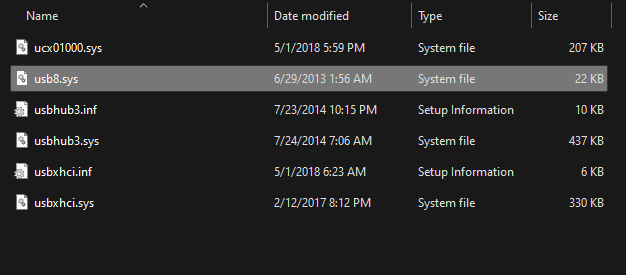 Name Date modified Type Size
ucx01000.sys 5/1/2018 5:59 PM System file 207 KB
usb8.sys 6/29/2013 1:56 AM System file 22 KB
usbhub3.inf 7/23/2014 10:15 PM Setup Information 10 KB
usbhub3.sys 7/24/2014 7:06 AM System file 437 KB
usbxhci.inf 5/1/2018 6:23 AM Setup Information 6 KB
usbxhci.sys 2/12/2017 8:12 PM System file 330 KB